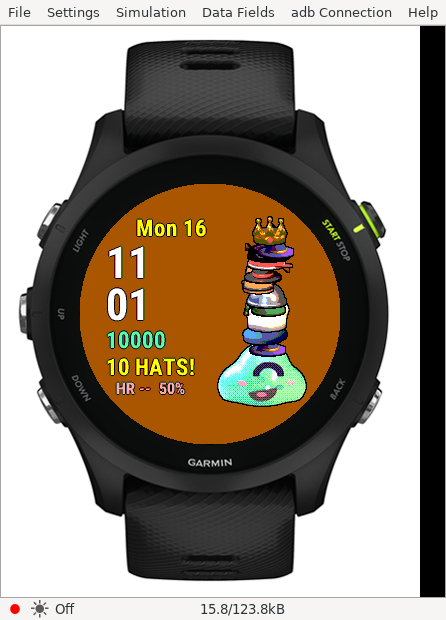 File Settings Simulation Data Fields adb Connection Help
START STOP
LIGHT
Mon 16
11
01
UP
10000
10 HATS!
HR -- 50%
DOWN
BACK
GARMIN
Off 15.8/123.8kB